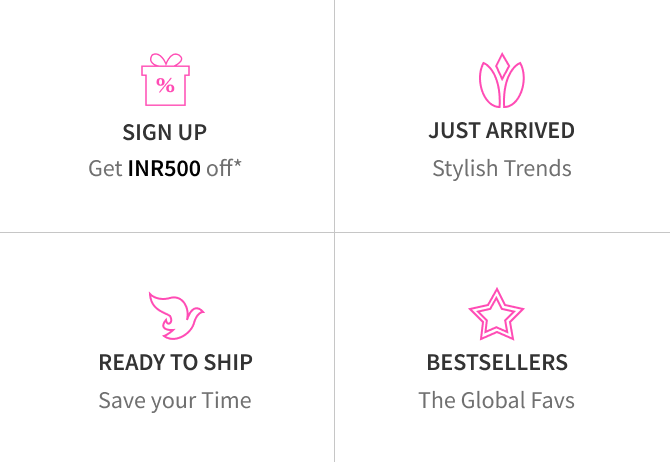 %
SIGN UP
Get INR500 off*
JUST ARRIVED
Stylish Trends
READY TO SHIP
Save your Time
BESTSELLERS
The Global Favs